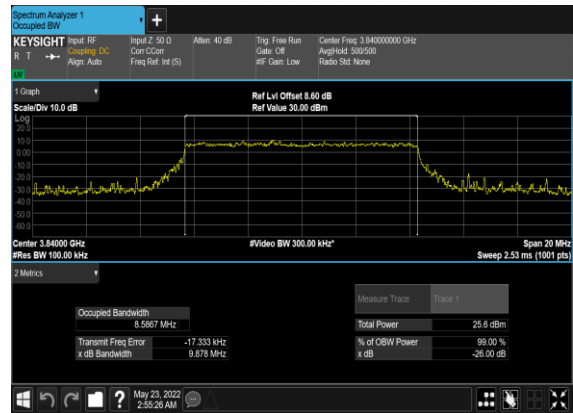 Spectrum Analyzer 1
Occupied BW
+
KEYSIGHT Input: RF Input Z: 50 Ω Atten: 40 dB Trig: Free Run Center Freq: 3.840000000 GHz
R T Coupling: DC Corr CCorr Gate: Off Avg|Hold: 500/500
Align: Auto Freq Ref: Int (S) #IF Gain: Low Radio Std: None
1 Graph
Ref Lvl Offset 8.60 dB
Scale/Div 10.0 dB Ref Value 30.00 dBm
Log
20.0
10.0
0.00
-10.0
-20.0
-30.0
-40.0
-50.0
-60.0
Center 3.84000 GHz #Video BW 300.00 kHz* Span 20 MHz
#Res BW 100.00 kHz Sweep 2.53 ms (1001 pts)
2 Metrics
Measure Trace Trace 1
Occupied Bandwidth
8.5867 MHz Total Power 25.6 dBm
Transmit Freq Error -17.333 kHz % of OBW Power 99.00 %
x dB Bandwidth 9.878 MHz x dB -26.00 dB
? May 23, 2022
2:55:26 AM